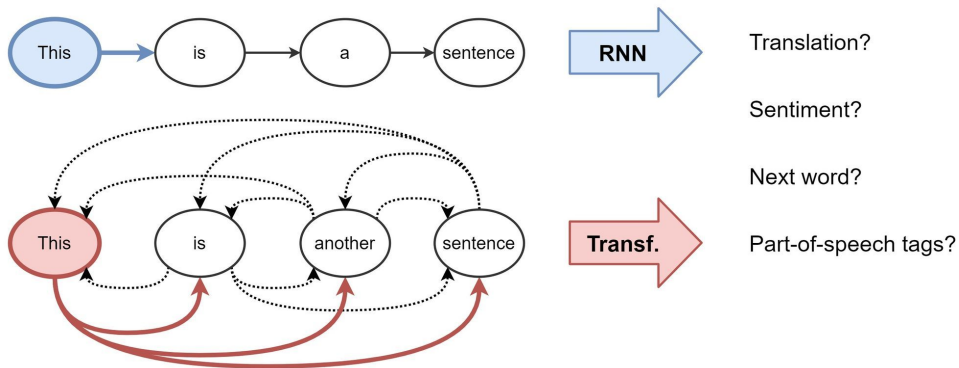 This is a sentence RNN
Translation?
Sentiment?
Next word?
This is another sentence Transf.
Part-of-speech tags?